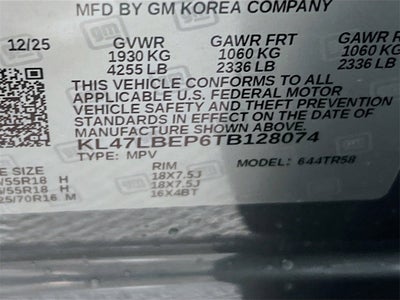 MFD BY GM KOREA COMPANY
12/25 GVWR GAWR FRT GAWR
1930 KG 1060 KG 1060 KG
4255 LB 2336 LB 2336 LB
THIS VEHICLE CONFORMS TO ALL
APPLICABLE U.S. FEDERAL MOTOR
VEHICLE SAFETY AND THEFT PREVENTION
STANDARDS IN EFFECT ON THE DATE OF
MANUFACTURE SHOWN ABOVE.
KL47LBEP6TB128074
TYPE: MPV MODEL: 644TR58
E SIZE RIM
/55R18 H 18X7.5J
/55R18 H 18X7.5J
25/70R16 M 16X4BT